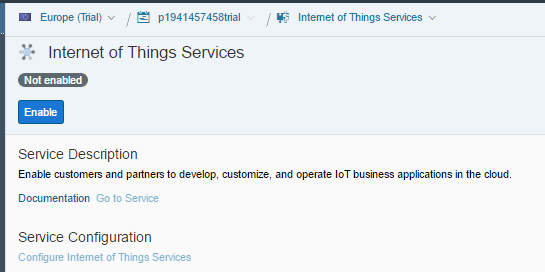 Europe (Trial) / p1941457458trial / Internet of Things Services
Internet of Things Services
Not enabled
Enable
Service Description
Enable customers and partners to develop, customize, and operate IoT business applications in the cloud.
Documentation Go to Service
Service Configuration
Configure Internet of Things Services